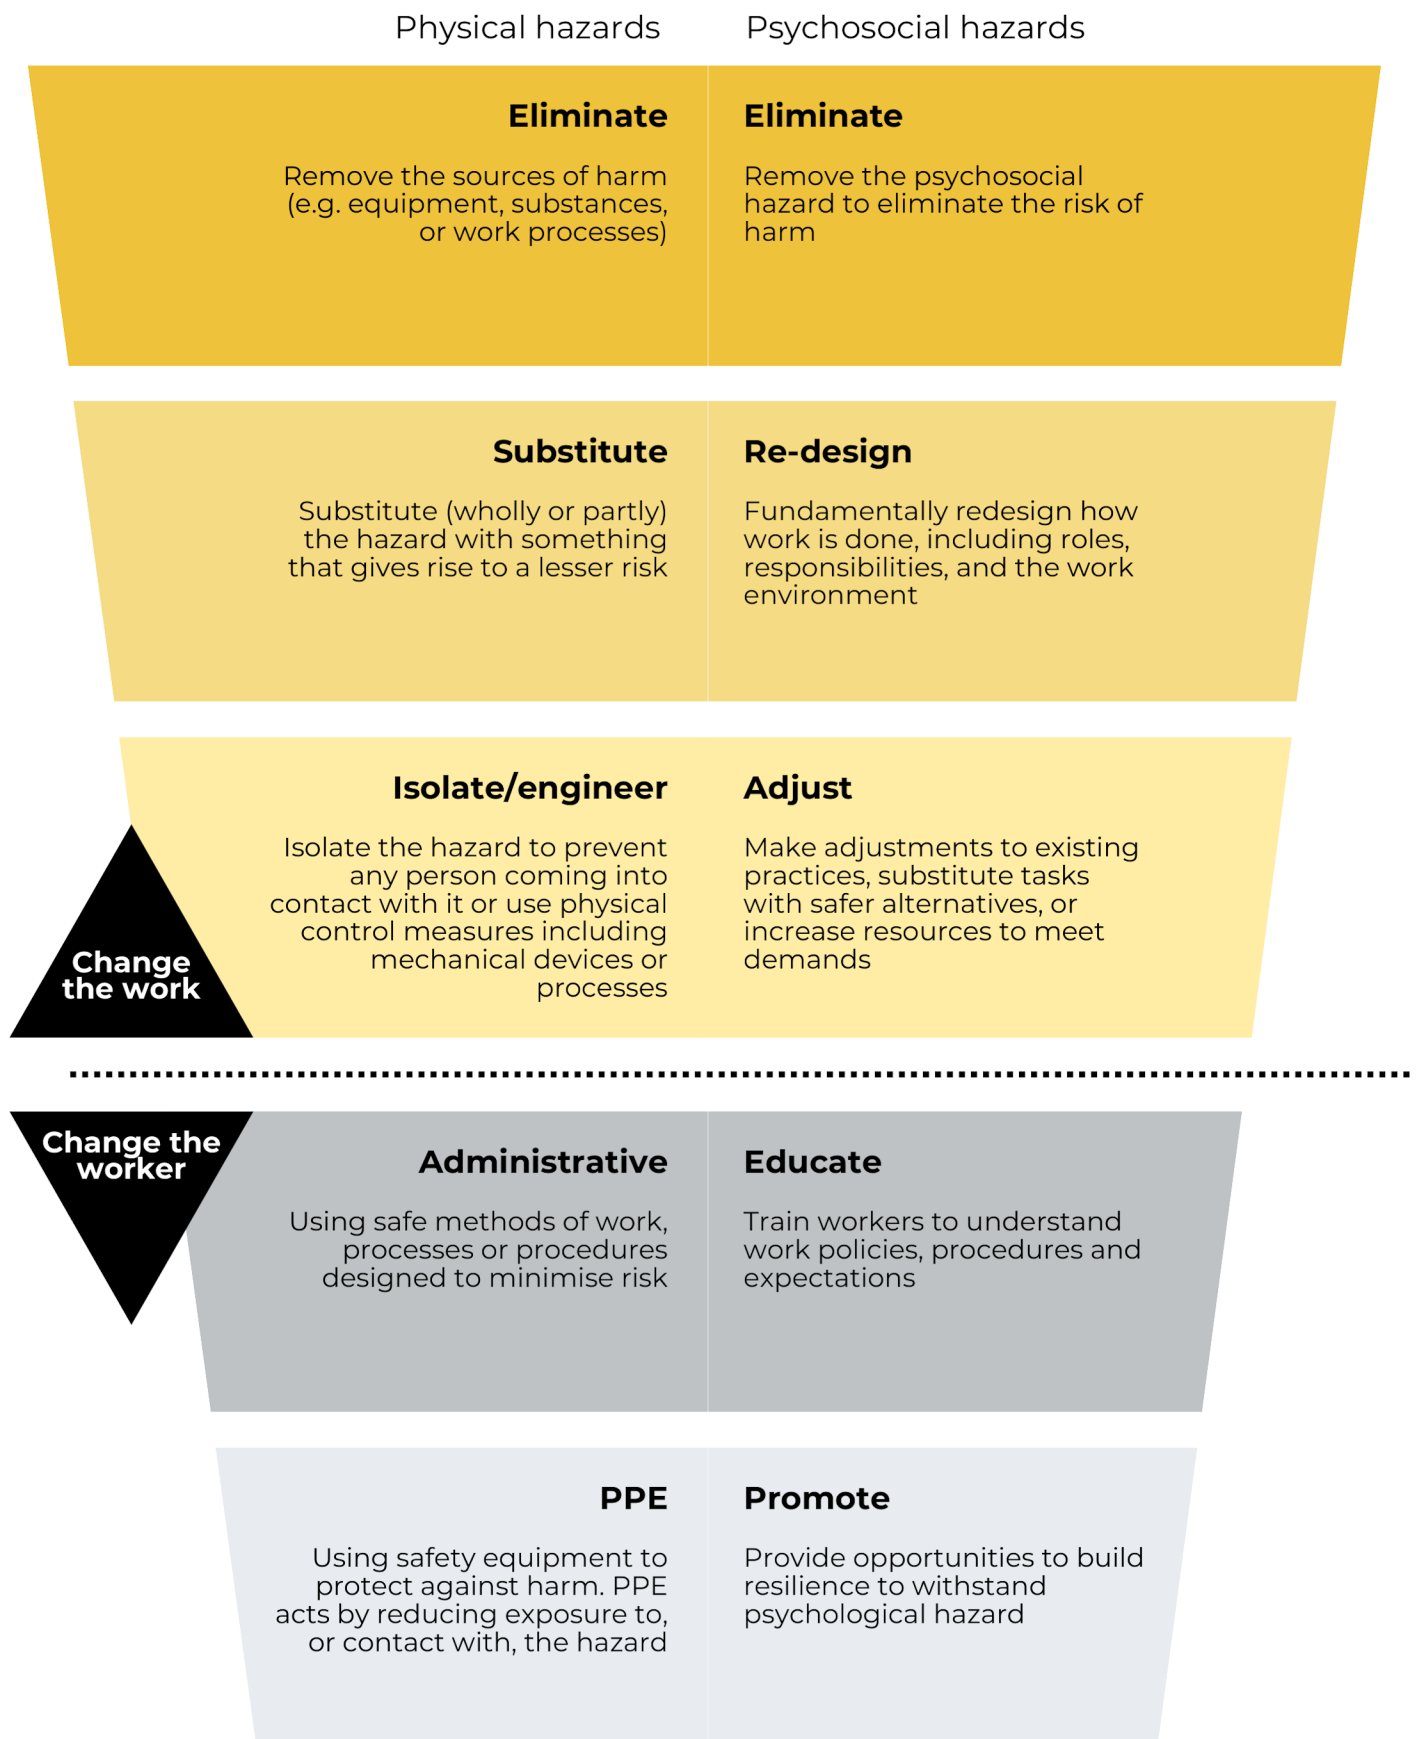 Physical hazards
Psychosocial hazards
Eliminate
Remove the sources of harm
(e.g. equipment, substances,
or work processes)
Eliminate
Remove the psychosocial
hazard to eliminate the risk of
harm
Substitute
Substitute (wholly or partly)
the hazard with something
that gives rise to a lesser risk
Re-design
Fundamentally redesign how
work is done, including roles,
responsibilities, and the work
environment
Isolate/engineer
Isolate the hazard to prevent
any person coming into
contact with it or use physical
control measures including
mechanical devices or
processes
Adjust
Make adjustments to existing
practices, substitute tasks
with safer alternatives, or
increase resources to meet
demands
Change
the work
Change the
worker
Administrative
Using safe methods of work,
processes or procedures
designed to minimise risk
Educate
Train workers to understand
work policies, procedures and
expectations
PPE
Using safety equipment to
protect against harm. PPE
acts by reducing exposure to,
or contact with, the hazard
Promote
Provide opportunities to build
resilience to withstand
psychological hazard